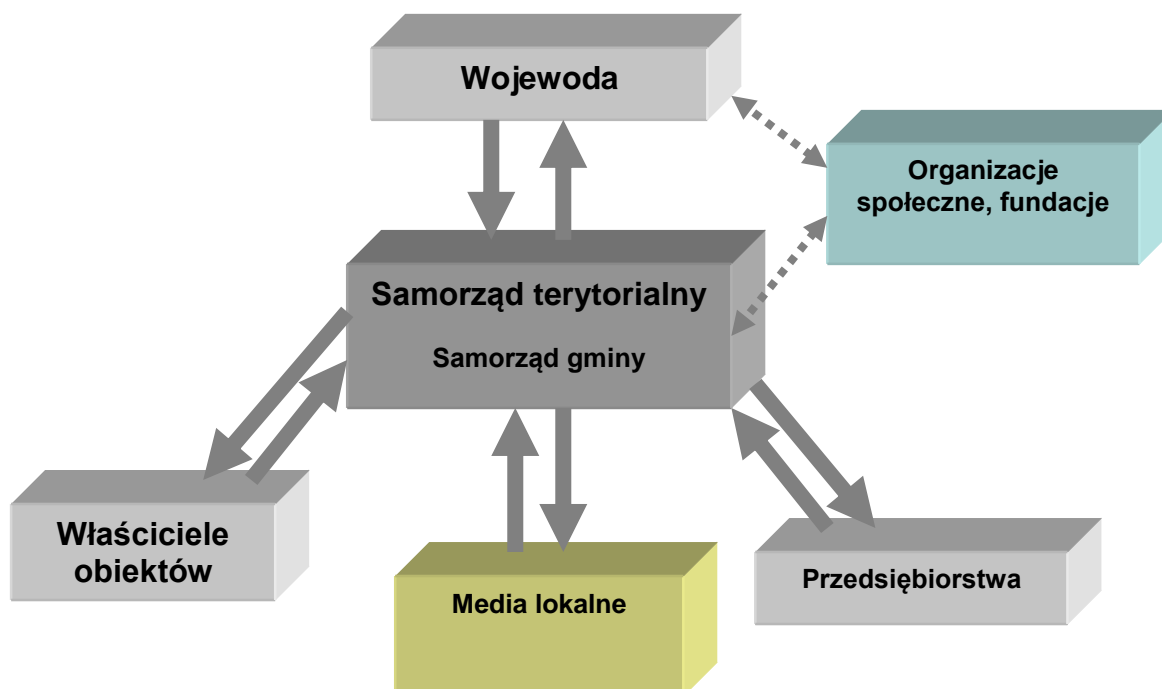 Wojewoda
Organizacje
społeczne, fundacje
Samorząd terytorialny
Samorząd gminy
Właściciele
obiektów
Media lokalne
Przedsiębiorstwa